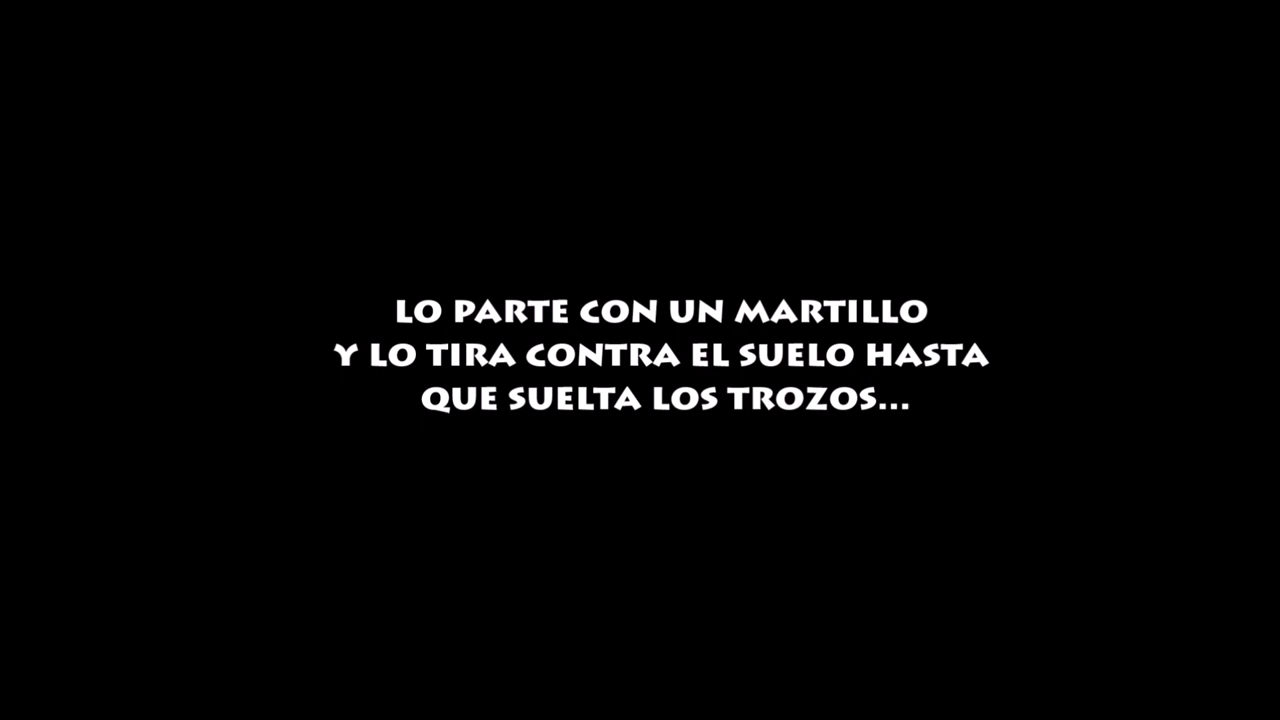 LO PARTE CON UN MARTILLO
Y LO TIRA CONTRA EL SUELO HASTA
QUE SUELTA LOS TROZOS...